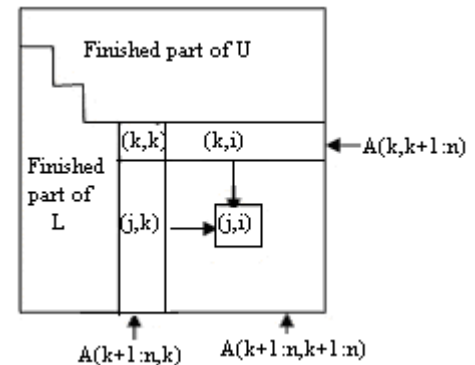 Finished part of U
(k,k) (k,i)
A(k,k+1:n)
Finished
part of
L
(j,k) (j,i)
A(k+1:n,k) A(k+1:n,k+1:n)